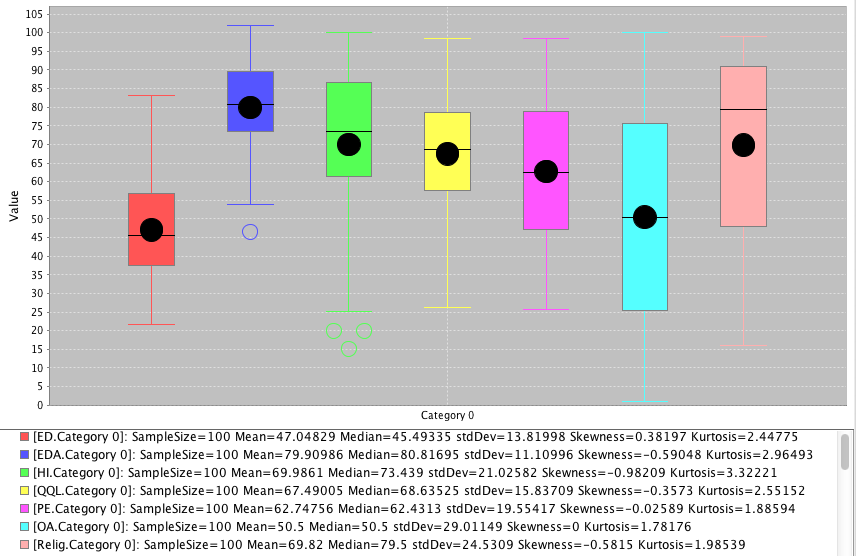 105
100
95
90
85
80
75
70
65
60
55
50
45
40
35
30
25
20
15
10
5
0
Value
Category 0
[ED.Category 0]: SampleSize=100 Mean=47.04829 Median=45.49335 stdDev=13.81998 Skewness=0.38197 Kurtosis=2.44775
[EDA.Category 0]: SampleSize=100 Mean=79.90986 Median=80.81695 stdDev=11.10996 Skewness=-0.59048 Kurtosis=2.96493
[HI.Category 0]: SampleSize=100 Mean=69.9861 Median=73.439 stdDev=21.02582 Skewness=-0.98209 Kurtosis=3.32221
[QQL.Category 0]: SampleSize=100 Mean=67.49005 Median=68.63525 stdDev=15.83709 Skewness=-0.3573 Kurtosis=2.55152
[PE.Category 0]: SampleSize=100 Mean=62.74756 Median=62.4313 stdDev=19.55417 Skewness=-0.02589 Kurtosis=1.88594
[OA.Category 0]: SampleSize=100 Mean=50.5 Median=50.5 stdDev=29.01149 Skewness=0 Kurtosis=1.78176
[Relig.Category 0]: SampleSize=100 Mean=69.82 Median=79.5 stdDev=24.5309 Skewness=-0.5815 Kurtosis=1.98539